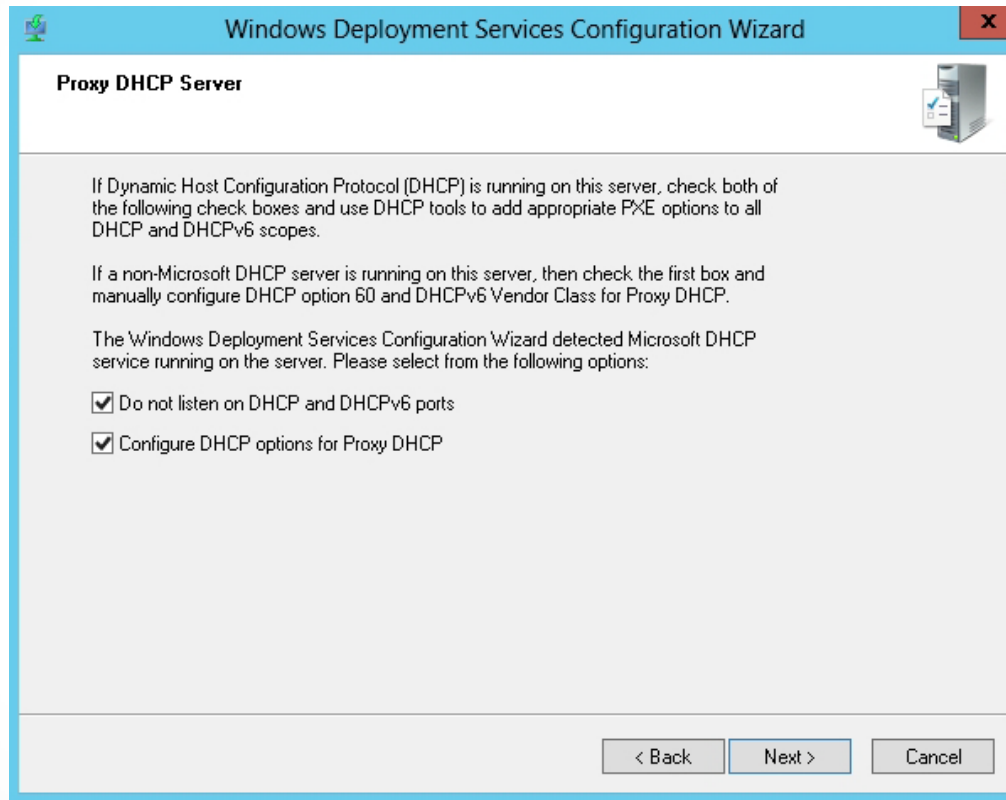 Windows Deployment Services Configuration Wizard
x
Proxy DHCP Server
If Dynamic Host Configuration Protocol (DHCP) is running on this server, check both of
the following check boxes and use DHCP tools to add appropriate PXE options to all
DHCP and DHCPv6 scopes.
If a non-Microsoft DHCP server is running on this server, then check the first box and
manually configure DHCP option 60 and DHCPv6 Vendor Class for Proxy DHCP.
The Windows Deployment Services Configuration Wizard detected Microsoft DHCP
service running on the server. Please select from the following options:
Do not listen on DHCP and DHCPv6 ports
Configure DHCP options for Proxy DHCP
< Back Next > Cancel